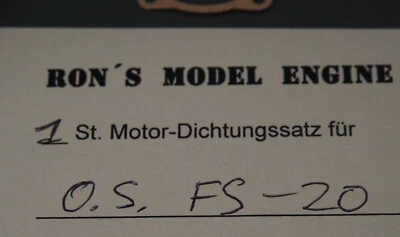 RON´S MODEL ENGINE
1 St. Motor-Dichtungssatz für
O.S. FS-20